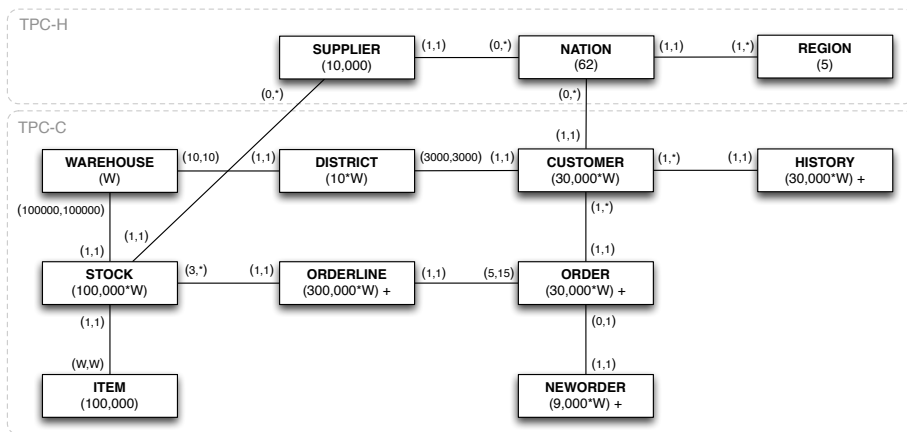 TPC-H
SUPPLIER
(10,000)
(1,1)
(0,*)
NATION
(62)
(1,1)
(1,*)
REGION
(5)
(0,*)
(0,*)
TPC-C
(1,1)
WAREHOUSE
(W)
(10,10)
(1,1)
DISTRICT
(10*W)
(3000,3000)
(1,1)
CUSTOMER
(30,000*W)
(1,*)
(1,1)
HISTORY
(30,000*W) +
(100000,100000)
(1,*)
(1,1)
(1,1)
(1,1)
STOCK
(100,000*W)
(3,*)
(1,1)
ORDERLINE
(300,000*W) +
(1,1)
(5,15)
ORDER
(30,000*W) +
(1,1)
(0,1)
(W,W)
(1,1)
ITEM
(100,000)
NEWORDER
(9,000*W) +